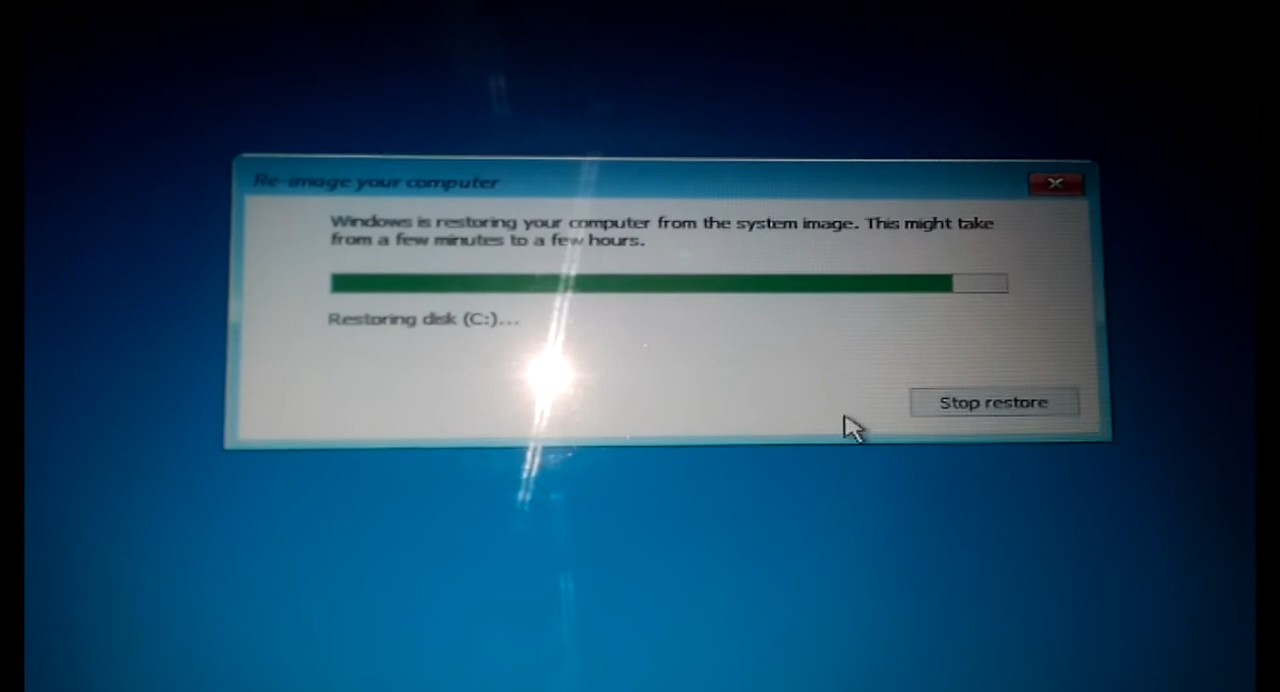 Re-image your computer
Windows is restoring your computer from the system image. This might take
from a few minutes to a few hours.
Restoring disk (C:)...
Stop restore